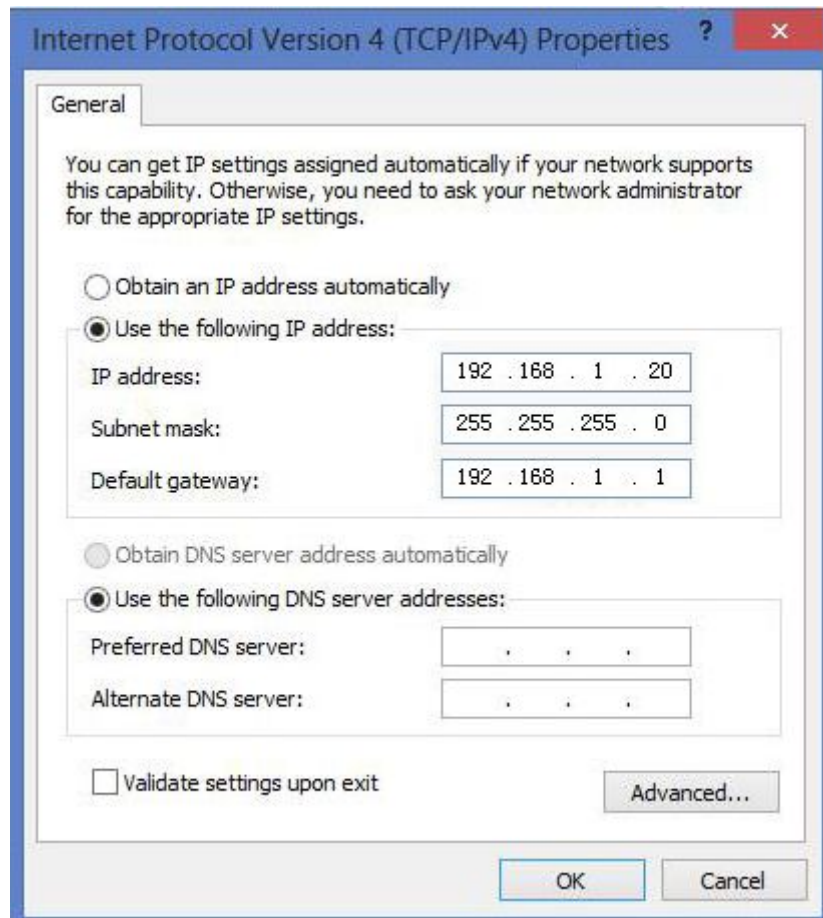 Internet Protocol Version 4 (TCP/IPv4) Properties ?
General
You can get IP settings assigned automatically if your network supports
this capability. Otherwise, you need to ask your network administrator
for the appropriate IP settings.
Obtain an IP address automatically
Use the following IP address:
IP address: 192 . 168 . 1 . 20
Subnet mask: 255 . 255 . 255 . 0
Default gateway: 192 . 168 . 1 . 1
Obtain DNS server address automatically
Use the following DNS server addresses:
Preferred DNS server: . . .
Alternate DNS server: . . .
Validate settings upon exit
Advanced...
OK Cancel